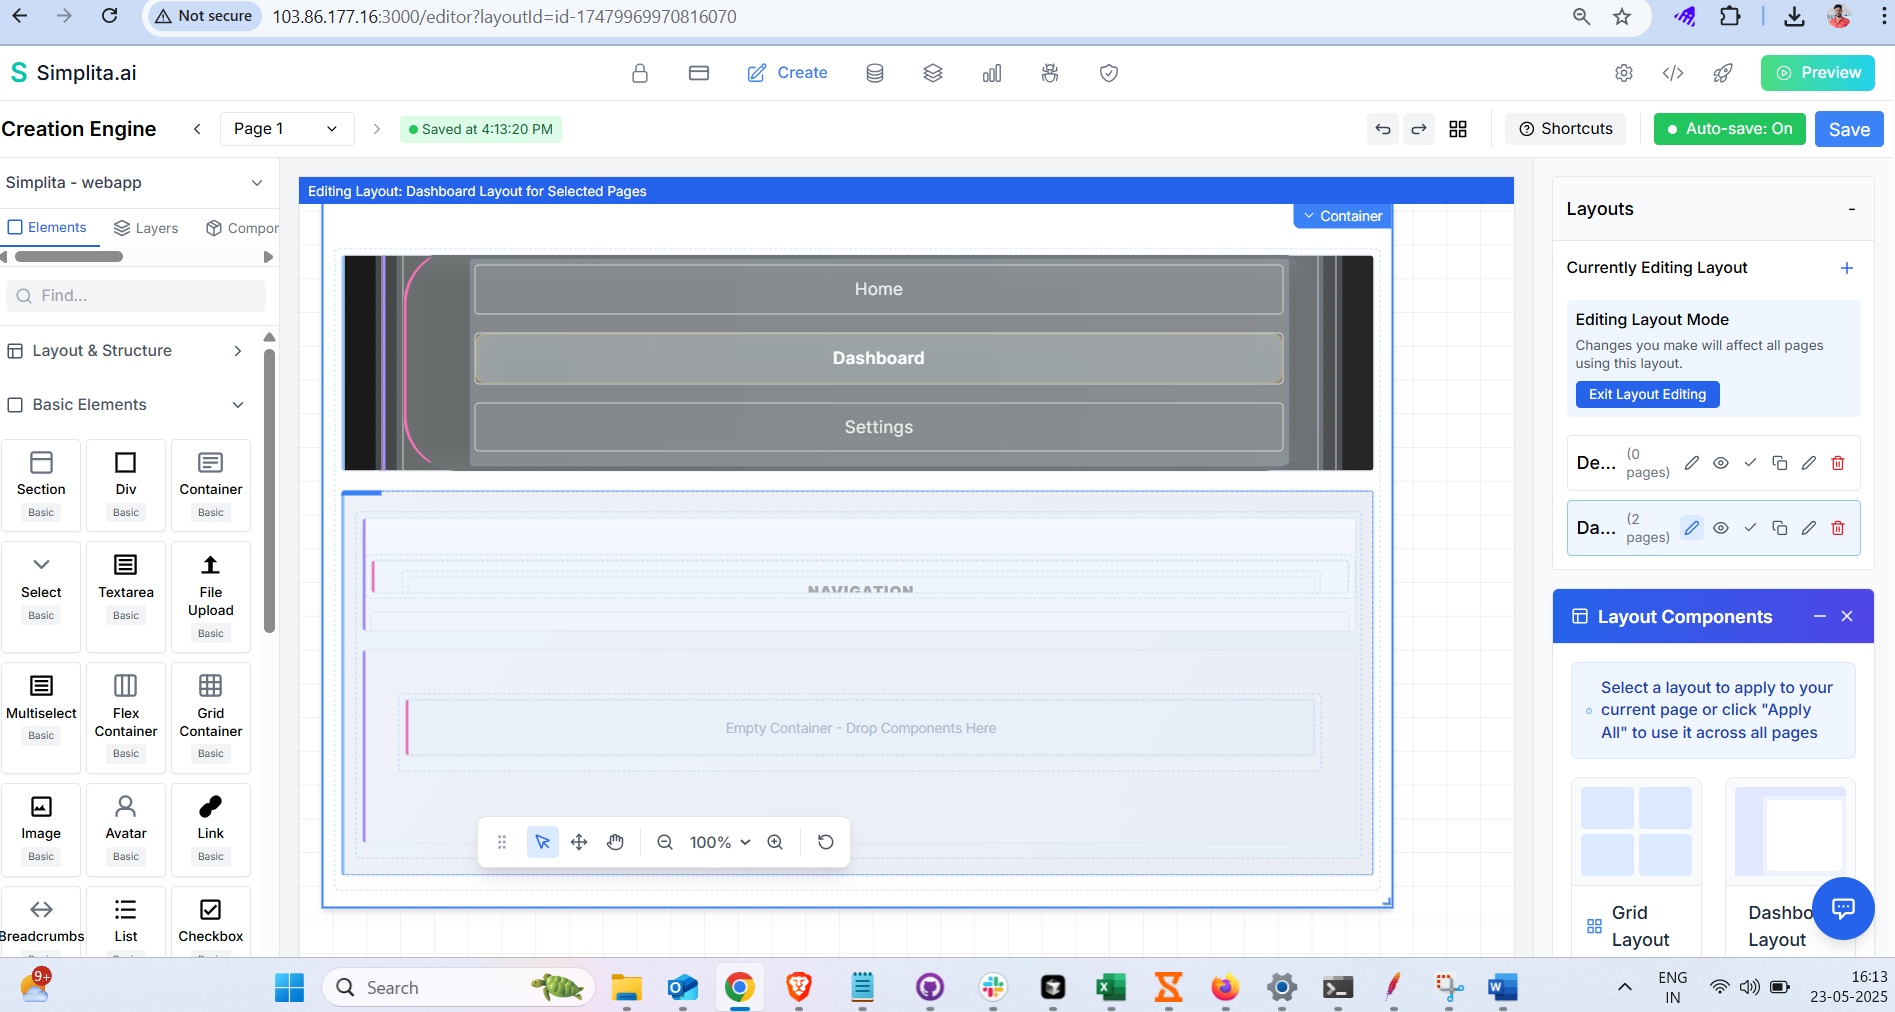 Not secure
103.86.177.16:3000/editor?layoutId=id-17479969970816070
Simplita.ai
Create
Preview
Creation Engine
Page 1
Saved at 4:13:20 PM
Shortcuts
Auto-save: On
Save
Simplita - webapp
Elements
Layers
Compor
Find...
Layout & Structure
Basic Elements
Section
Basic
Div
Basic
Container
Basic
Select
Basic
Textarea
Basic
File
Upload
Basic
Multiselect
Basic
Flex
Container
Basic
Grid
Container
Basic
Image
Basic
Avatar
Basic
Link
Basic
Breadcrumbs
List
Checkbox
Editing Layout: Dashboard Layout for Selected Pages
Container
Home
Dashboard
Settings
NAVIGATION
Empty Container - Drop Components Here
100%
Layouts
Currently Editing Layout
Editing Layout Mode
Changes you make will affect all pages
using this layout.
Exit Layout Editing
De...
(0
pages)
Da...
(2
pages)
Layout Components
Select a layout to apply to your
current page or click "Apply
All" to use it across all pages
Grid
Layout
Dashbo
Layout
9+
Search
ENG
IN
16:13
23-05-2025